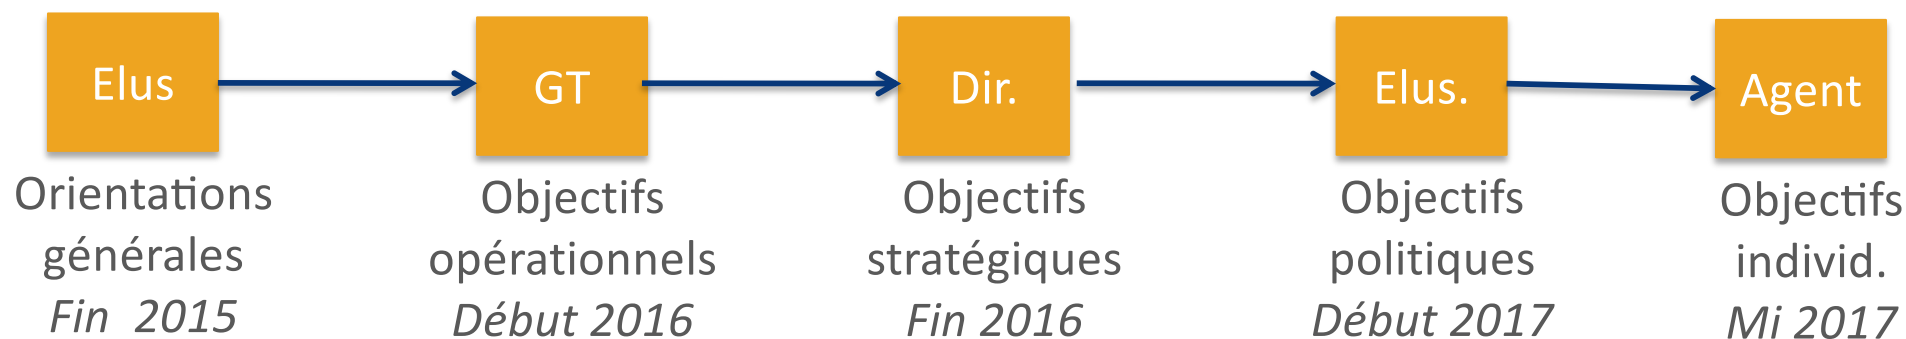 Elus
GT
Dir.
Elus.
Agent
Orientations
générales
Fin 2015
Objectifs
opérationnels
Début 2016
Objectifs
stratégiques
Fin 2016
Objectifs
politiques
Début 2017
Objectifs
individ.
Mi 2017